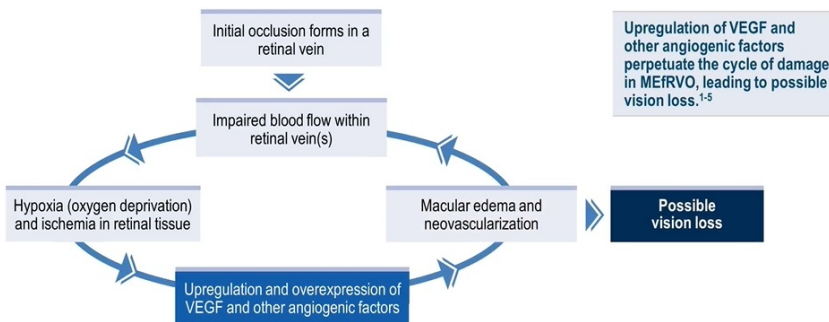 Initial occlusion forms in a
retinal vein
Upregulation of VEGF and
other angiogenic factors
perpetuate the cycle of damage
in MEfRVO, leading to possible
vision loss.1-5
Impaired blood flow within
retinal vein(s)
Hypoxia (oxygen deprivation)
and ischemia in retinal tissue
Macular edema and
neovascularization
Possible
vision loss
Upregulation and overexpression of
VEGF and other angiogenic factors